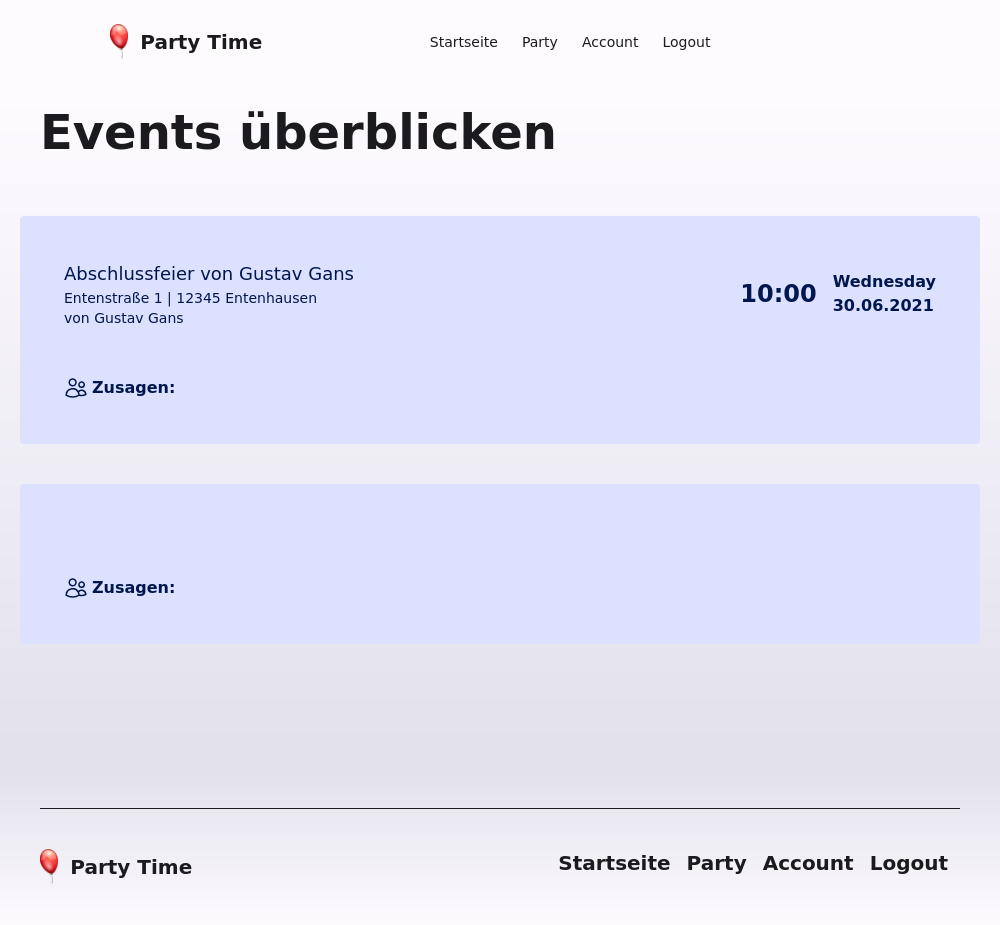 Party Time
Startseite Party Account Logout
Events überblicken
Abschlussfeier von Gustav Gans
Entenstraße 1 | 12345 Entenhausen
von Gustav Gans
10:00
Wednesday
30.06.2021
Zusagen:
Zusagen:
Party Time
Startseite Party Account Logout